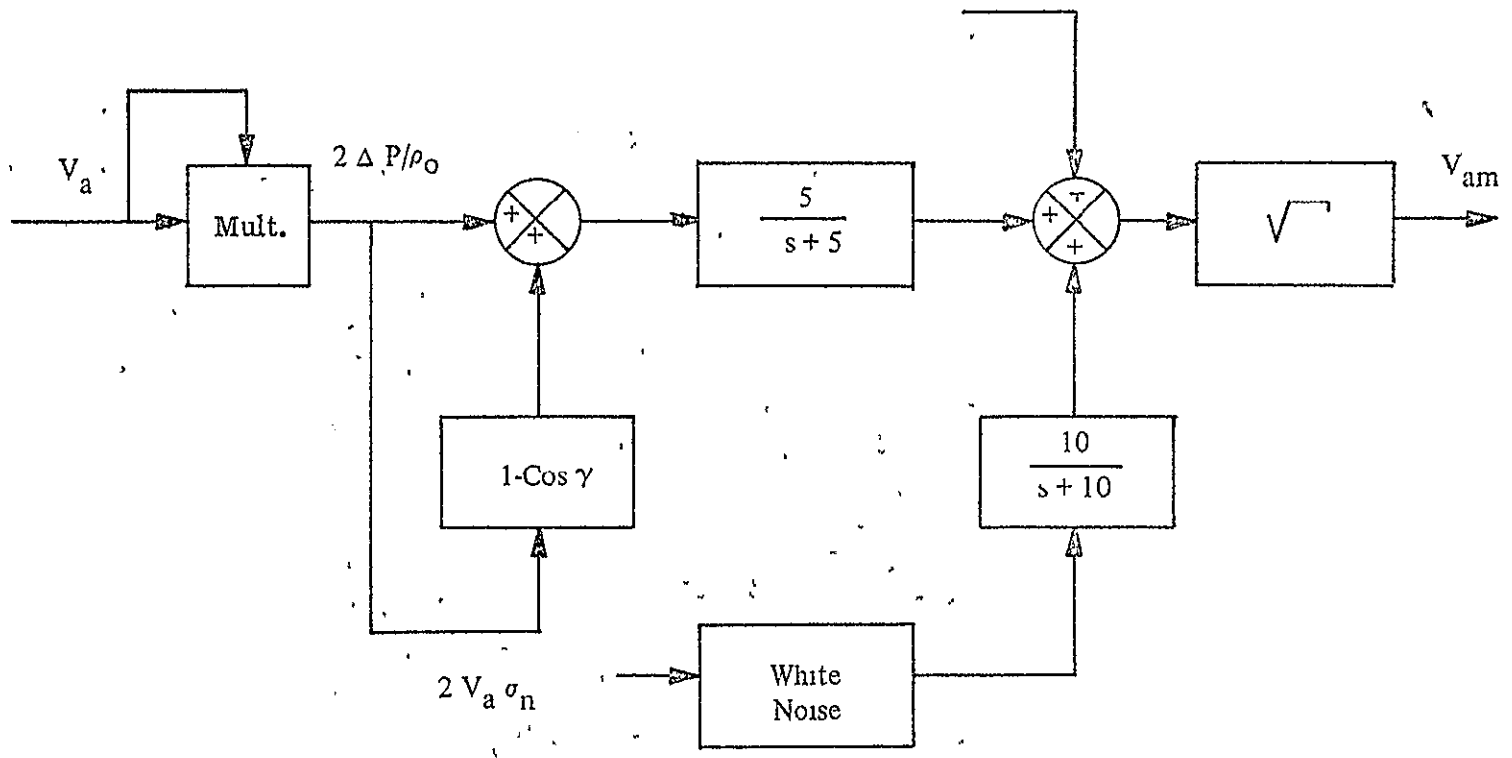 V_a
Mult.
2 Δ P/ρ_o
+
+
5
s + 5
+
+
√
V_am
1-Cos γ
10
s + 10
2 V_a σ_n
White
Noise